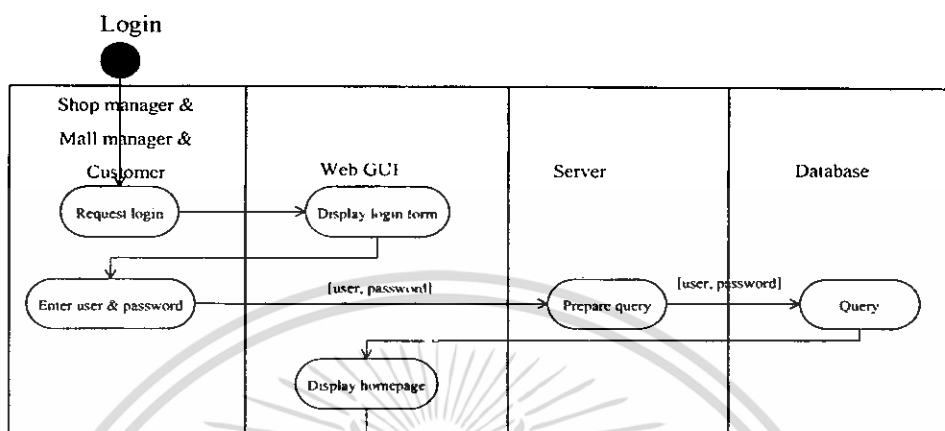 Login
Shop manager &
Mall manager &
Customer
Web GUI
Server
Database
Request login
Display login form
Enter user & password
[user, password]
Prepare query
[user, password]
Query
Display homepage